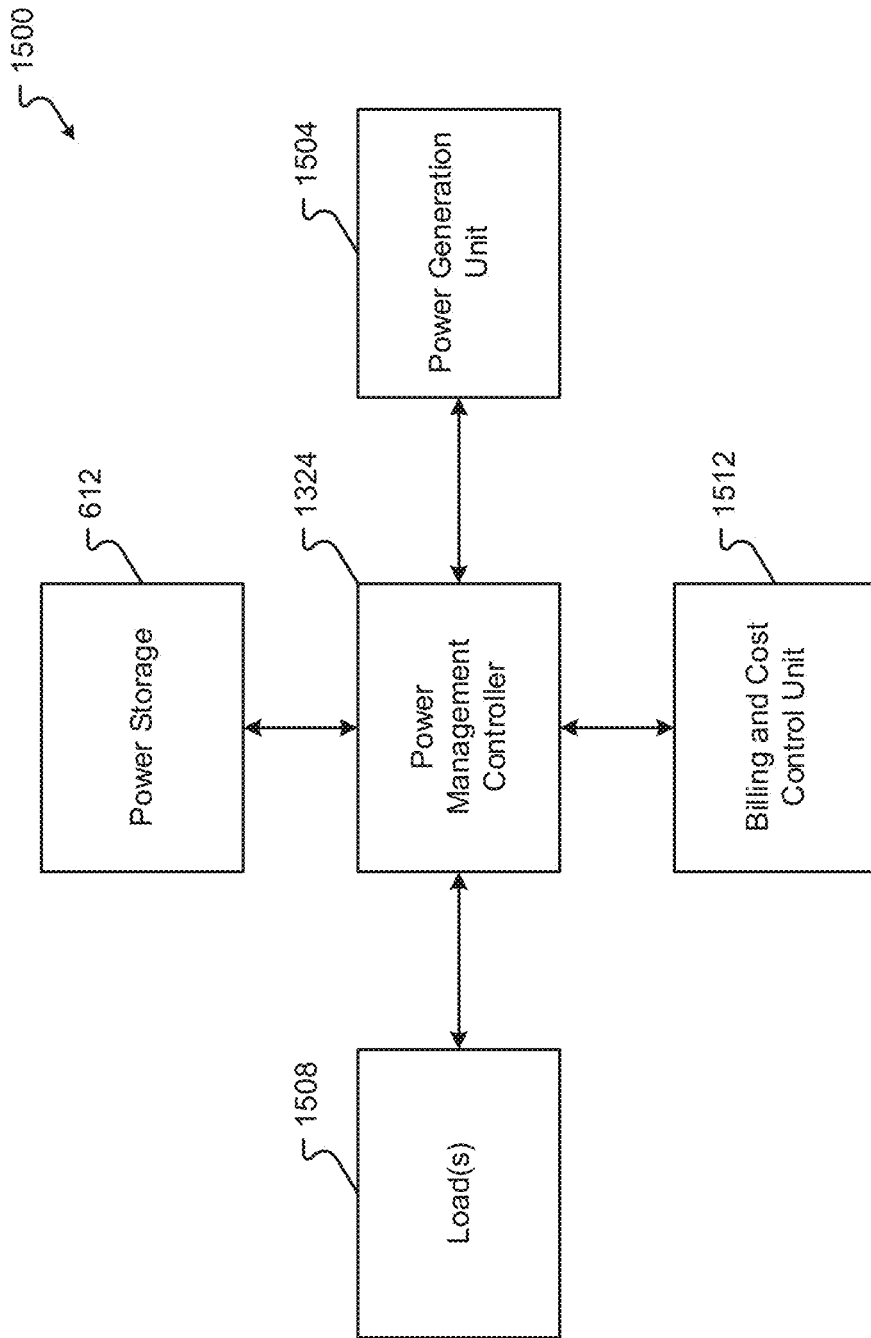 1500
612
Power Storage
1508
Load(s)
1324
Power
Management
Controller
1504
Power Generation
Unit
1512
Billing and Cost
Control Unit